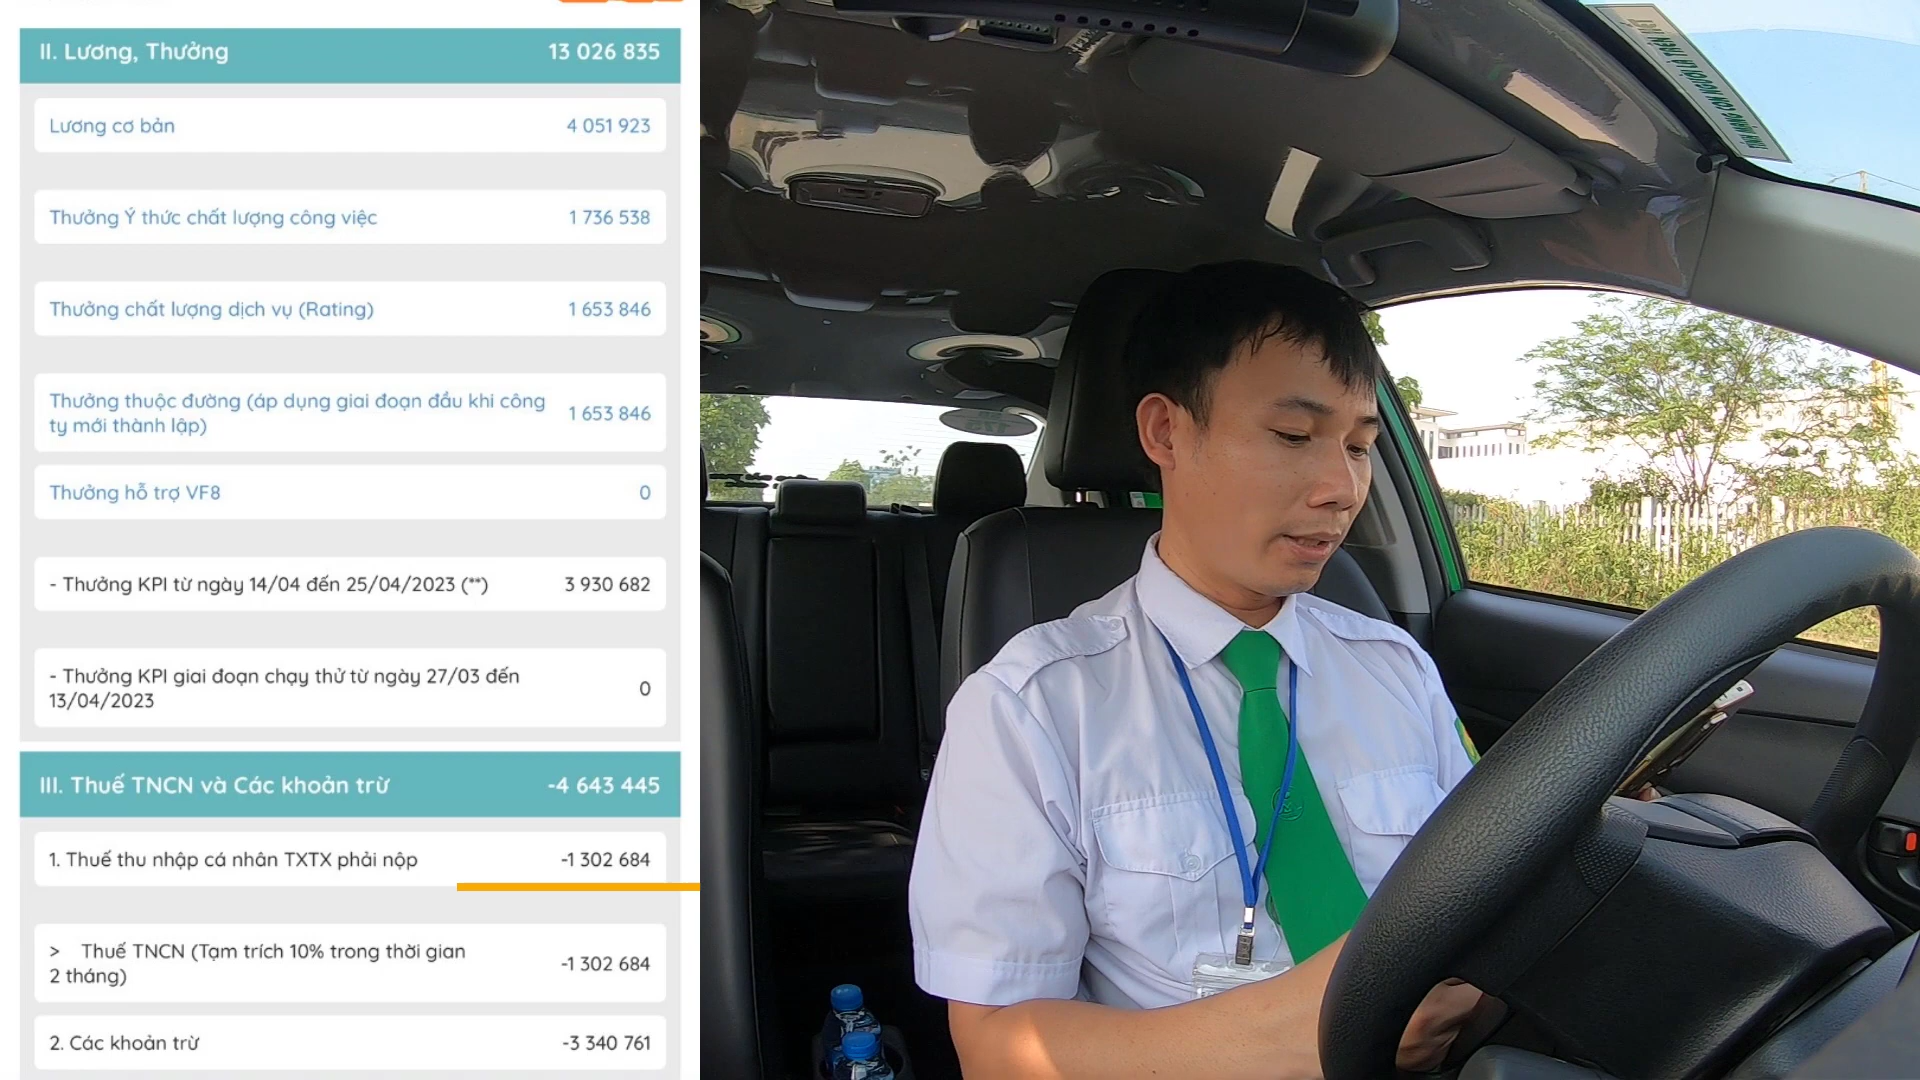 II. Lương, Thưởng 13 026 835
Lương cơ bản 4 051 923
Thưởng Ý thức chất lượng công việc 1 736 538
Thưởng chất lượng dịch vụ (Rating) 1 653 846
Thưởng thuộc đường (áp dụng giai đoạn đầu khi công
ty mới thành lập) 1 653 846
Thưởng hỗ trợ VF8 0
- Thưởng KPI từ ngày 14/04 đến 25/04/2023 (**) 3 930 682
- Thưởng KPI giai đoạn chạy thử từ ngày 27/03 đến
13/04/2023 0
III. Thuế TNCN và Các khoản trừ -4 643 445
1. Thuế thu nhập cá nhân TXTX phải nộp -1 302 684
> Thuế TNCN (Tạm trích 10% trong thời gian
2 tháng) -1 302 684
2. Các khoản trừ -3 340 761